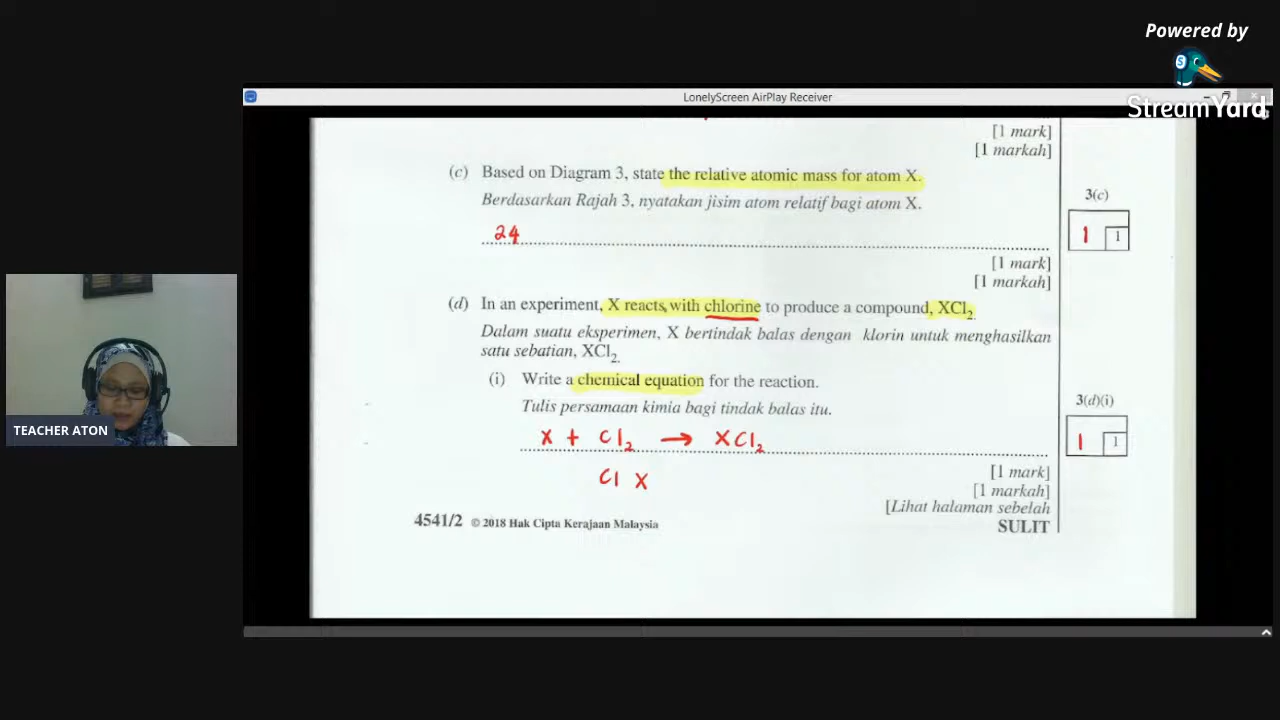 Powered by
S
StreamYard
LonelyScreen AirPlay Receiver
[1 mark]
[1 markah]
(c) Based on Diagram 3, state the relative atomic mass for atom X.
Berdasarkan Rajah 3, nyatakan jisim atom relatif bagi atom X.
3(c)
24
1 1
[1 mark]
[1 markah]
(d) In an experiment, X reacts with chlorine to produce a compound, XCl₂
Dalam suatu eksperimen, X bertindak balas dengan klorin untuk menghasilkan
satu sebatian, XCl₂
(i) Write a chemical equation for the reaction.
Tulis persamaan kimia bagi tindak balas itu.
3(d)(i)
X + Cl₂ → XCl₂
1 1
Cl X
[1 mark]
[1 markah]
[Lihat halaman sebelah
SULIT
4541/2 © 2018 Hak Cipta Kerajaan Malaysia
TEACHER ATON